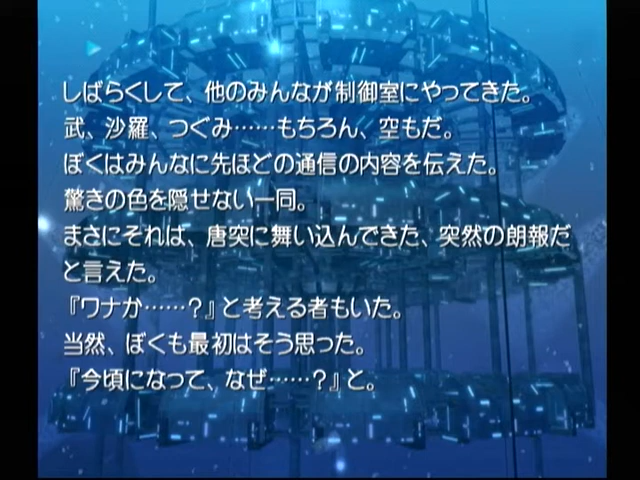 しばらくして、他のみんなが制御室にやってきた。
武、沙羅、つぐみ……もちろん、空もだ。
ぼくはみんなに先ほどの通信の内容を伝えた。
驚きの色を隠せない一同。
まさにそれは、唐突に舞い込んできた、突然の朗報だ
と言えた。
『ワナか……？』と考える者もいた。
当然、ぼくも最初はそう思った。
『今頃になって、なぜ……？』と。